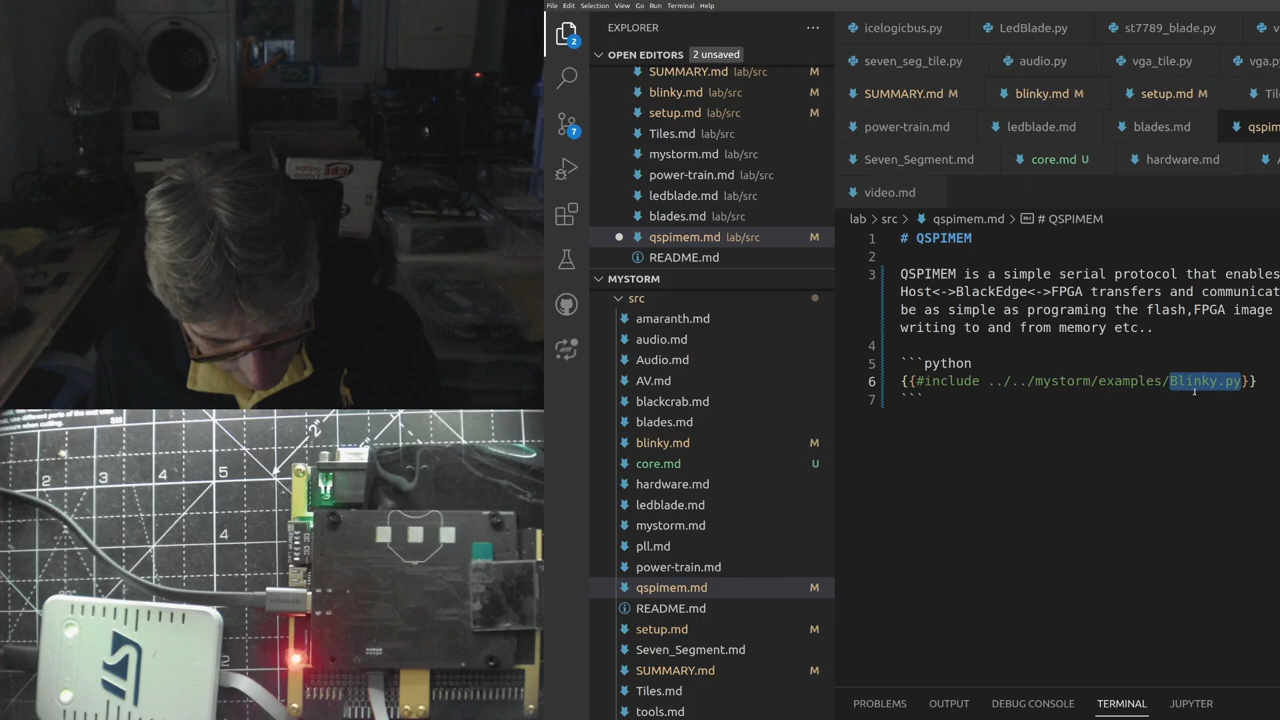 File Edit Selection View Go Run Terminal Help
EXPLORER
OPEN EDITORS 2 unsaved
SUMMARY.md lab/src M
blinky.md lab/src M
setup.md lab/src M
Tiles.md lab/src
mystorm.md lab/src
power-train.md lab/src
ledblade.md lab/src
blades.md lab/src
qspimem.md lab/src M
README.md
MYSTORM
src
amaranth.md
audio.md
Audio.md
AV.md
blackcrab.md
blades.md
blinky.md M
core.md U
hardware.md
ledblade.md
mystorm.md
pll.md
power-train.md
qspimem.md M
README.md
setup.md M
Seven_Segment.md
SUMMARY.md M
Tiles.md
tools.md
2
7
icelogicbus.py LedBlade.py st7789_blade.py
seven_seg_tile.py audio.py vga_tile.py vga.py
SUMMARY.md M blinky.md M setup.md M
power-train.md ledblade.md blades.md qspim
Seven_Segment.md core.md U hardware.md
video.md
lab > src > qspimem.md > # QSPIMEM
1 # QSPIMEM
2
3 QSPIMEM is a simple serial protocol that enables
Host<->BlackEdge<->FPGA transfers and communicat
be as simple as programing the flash,FPGA image
writing to and from memory etc..
4
5 ```python
6 {{#include ../../mystorm/examples/Blinky.py}}
7 ```
PROBLEMS OUTPUT DEBUG CONSOLE TERMINAL JUPYTER
2 3 4 5
2"
4
2